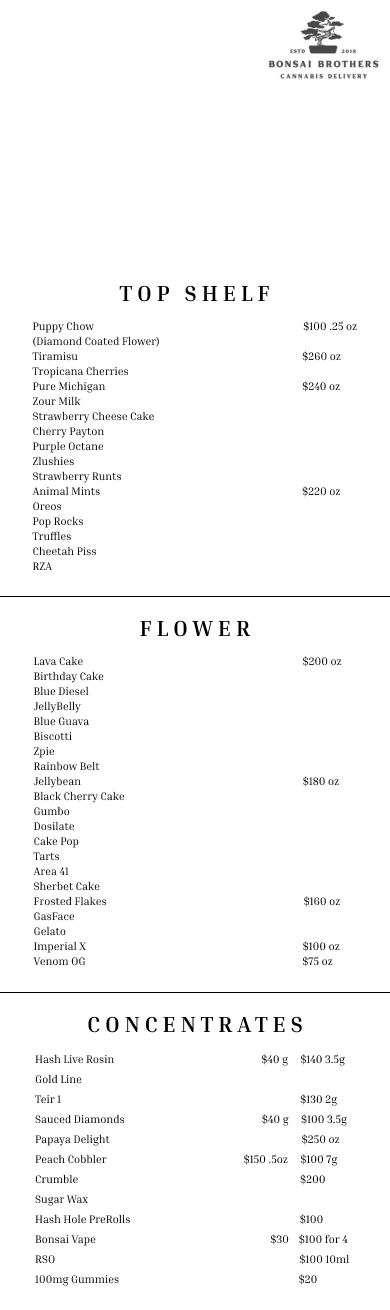 ESTD 2018
BONSAI BROTHERS
CANNABIS DELIVERY
TOP SHELF
Puppy Chow $100 .25 oz
(Diamond Coated Flower)
Tiramisu $260 oz
Tropicana Cherries
Pure Michigan $240 oz
Zour Milk
Strawberry Cheese Cake
Cherry Payton
Purple Octane
Zlushies
Strawberry Runts
Animal Mints $220 oz
Oreos
Pop Rocks
Truffles
Cheetah Piss
RZA
FLOWER
Lava Cake $200 oz
Birthday Cake
Blue Diesel
JellyBelly
Blue Guava
Biscotti
Zpie
Rainbow Belt
Jellybean $180 oz
Black Cherry Cake
Gumbo
Dosilate
Cake Pop
Tarts
Area 41
Sherbet Cake
Frosted Flakes $160 oz
GasFace
Gelato
Imperial X $100 oz
Venom OG $75 oz
CONCENTRATES
Hash Live Rosin $40 g $140 3.5g
Gold Line
Teir 1 $130 2g
Sauced Diamonds $40 g $100 3.5g
Papaya Delight $250 oz
Peach Cobbler $150 .5oz $100 7g
Crumble $200
Sugar Wax
Hash Hole PreRolls $100
Bonsai Vape $30 $100 for 4
RSO $100 10ml
100mg Gummies $20